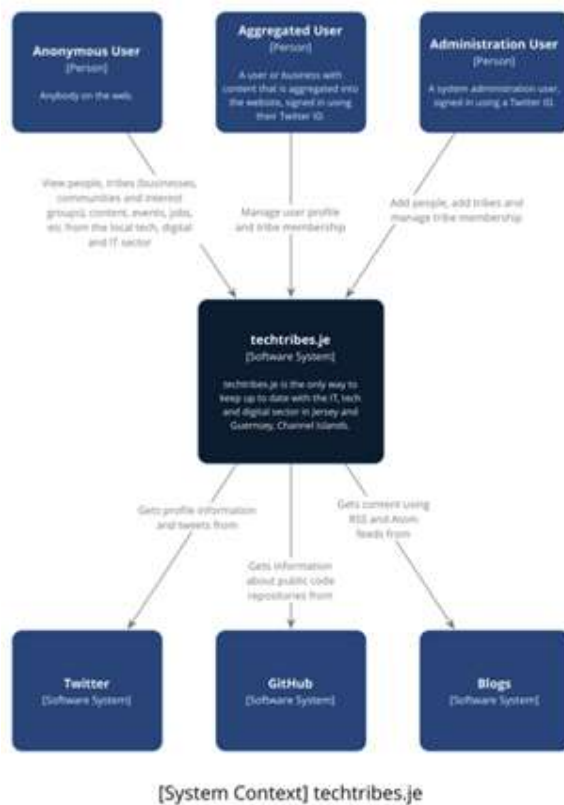 Anonymous User
[Person]
Anybody on the web.
Aggregated User
[Person]
A user or business with
content that is aggregated into
the website, signed in using
their Twitter ID.
Administration User
[Person]
A system administration user,
signed in using a Twitter ID.
View people, tribes (businesses,
communities and interest
groups), content, events, jobs,
etc from the local tech, digital
and IT sector
Manage user profile
and tribe membership
Add people, add tribes and
manage tribe membership
techtribes.je
[Software System]
techtribes.je is the only way to
keep up to date with the IT, tech
and digital sector in Jersey and
Guernsey, Channel Islands.
Gets profile information
and tweets from
Gets information
about public code
repositories from
Gets content using
RSS and Atom
feeds from
Twitter
[Software System]
GitHub
[Software System]
Blogs
[Software System]
[System Context] techtribes.je